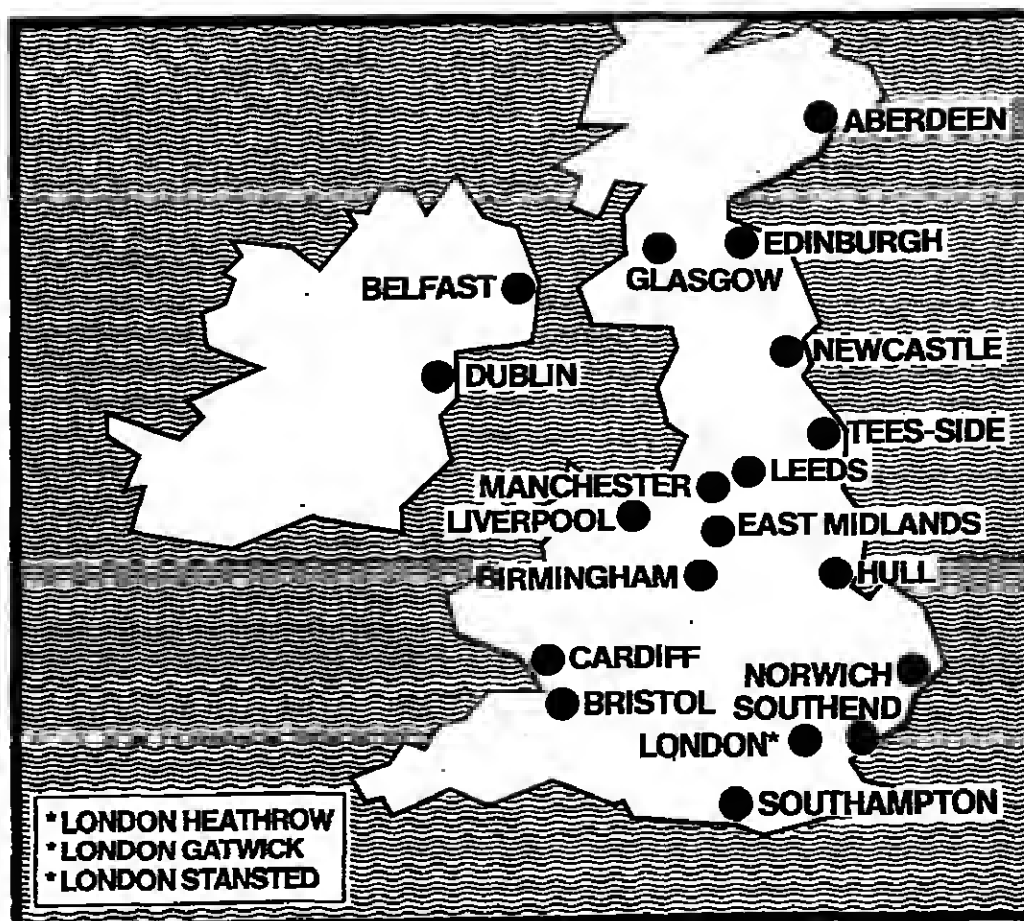 ABERDEEN
EDINBURGH
GLASGOW
BELFAST
NEWCASTLE
DUBLIN
TEES-SIDE
LEEDS
MANCHESTER
LIVERPOOL
EAST MIDLANDS
BIRMINGHAM
HULL
CARDIFF
NORWICH
BRISTOL
SOUTHEND
LONDON*
SOUTHAMPTON
*LONDON HEATHROW
*LONDON GATWICK
*LONDON STANSTED